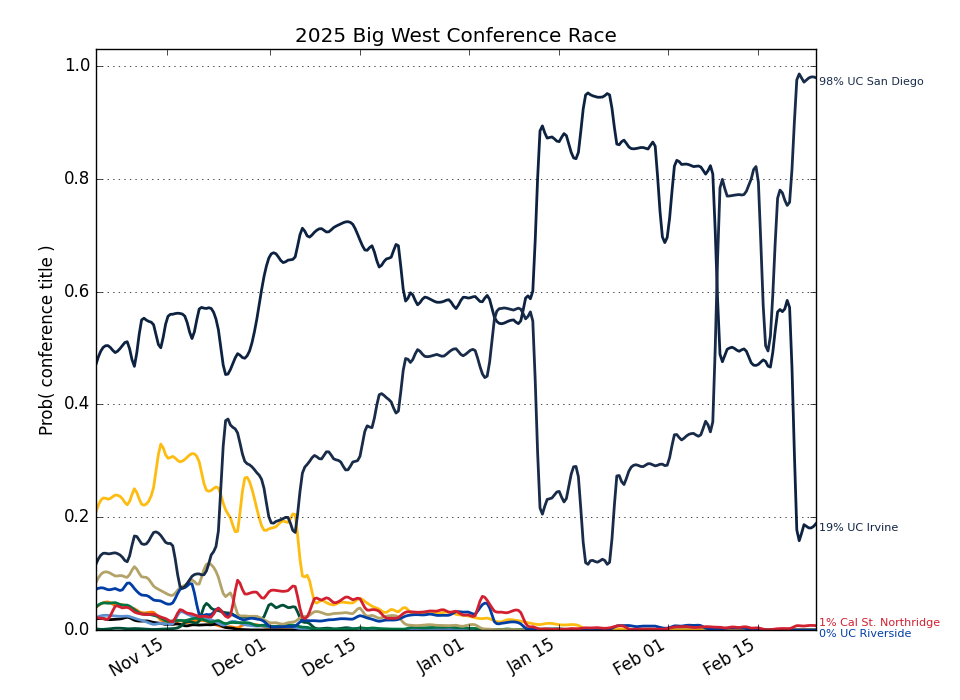 2025 Big West Conference Race
Prob( conference title )
1.0
0.8
0.6
0.4
0.2
0.0
Nov 15
Dec 01
Dec 15
Jan 01
Jan 15
Feb 01
Feb 15
98% UC San Diego
19% UC Irvine
1% Cal St. Northridge
0% UC Riverside